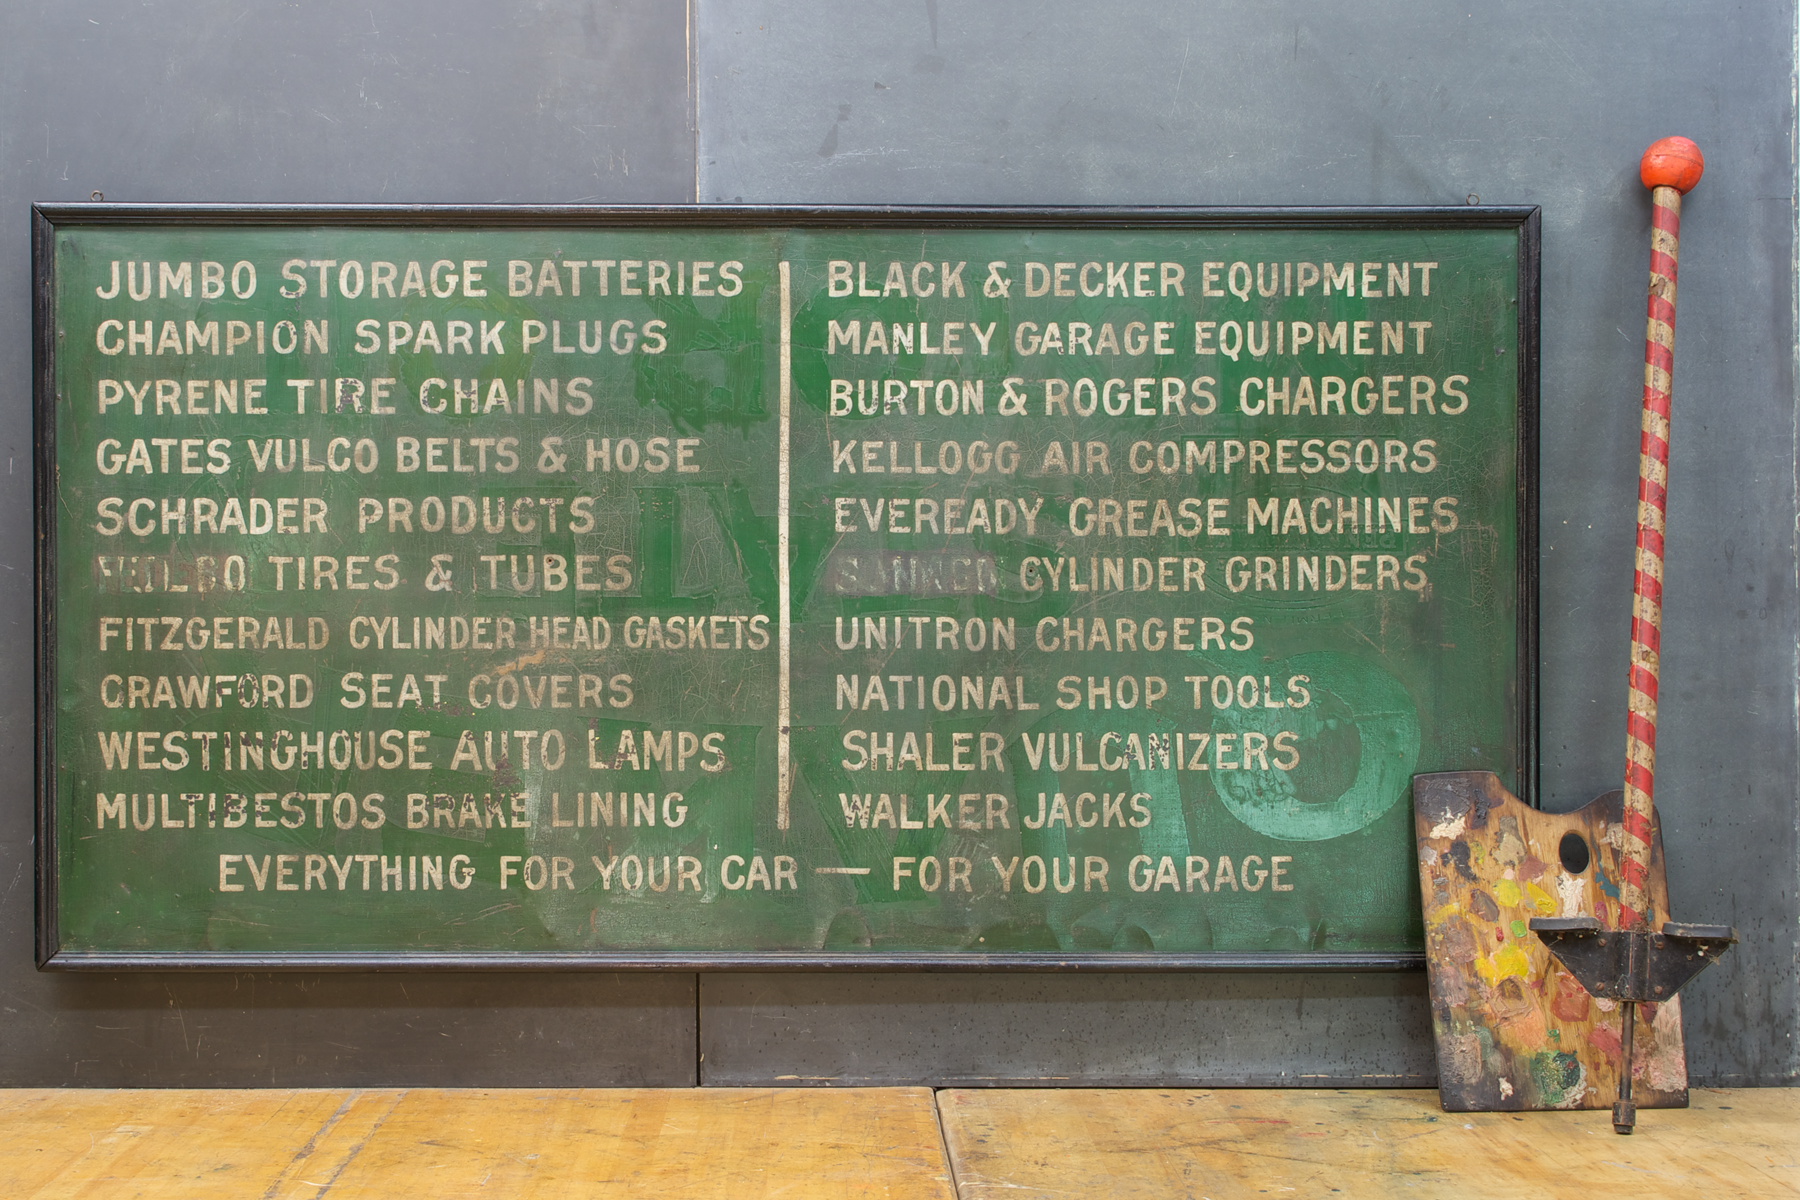 JUMBO STORAGE BATTERIES
CHAMPION SPARK PLUGS
PYRENE TIRE CHAINS
GATES VULCO BELTS & HOSE
SCHRADER PRODUCTS
TIRES & TUBES
FITZGERALD CYLINDER HEAD GASKETS
CRAWFORD SEAT COVERS
WESTINGHOUSE AUTO LAMPS
MULTIBESTOS BRAKE LINING
BLACK & DECKER EQUIPMENT
MANLEY GARAGE EQUIPMENT
BURTON & ROGERS CHARGERS
KELLOGG AIR COMPRESSORS
EVEREADY GREASE MACHINES
CYLINDER GRINDERS
UNITRON CHARGERS
NATIONAL SHOP TOOLS
SHALER VULCANIZERS
WALKER JACKS
EVERYTHING FOR YOUR CAR — FOR YOUR GARAGE